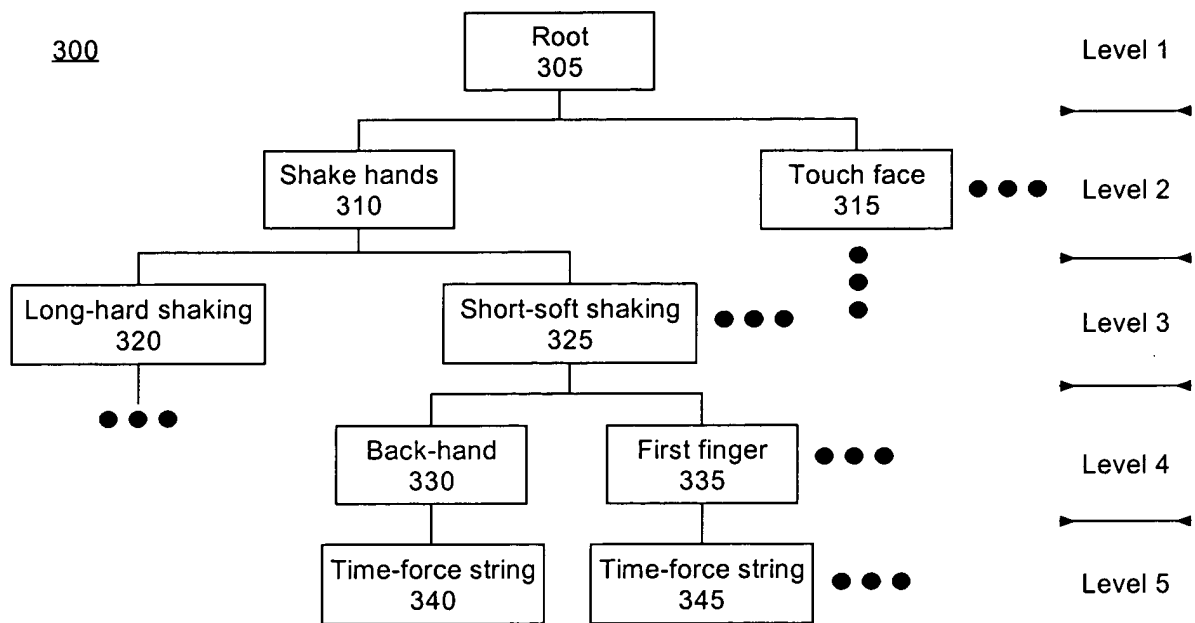 300
Root
305
Level 1
Shake hands
310
Touch face
315
Level 2
Long-hard shaking
320
Short-soft shaking
325
Level 3
Back-hand
330
First finger
335
Level 4
Time-force string
340
Time-force string
345
Level 5